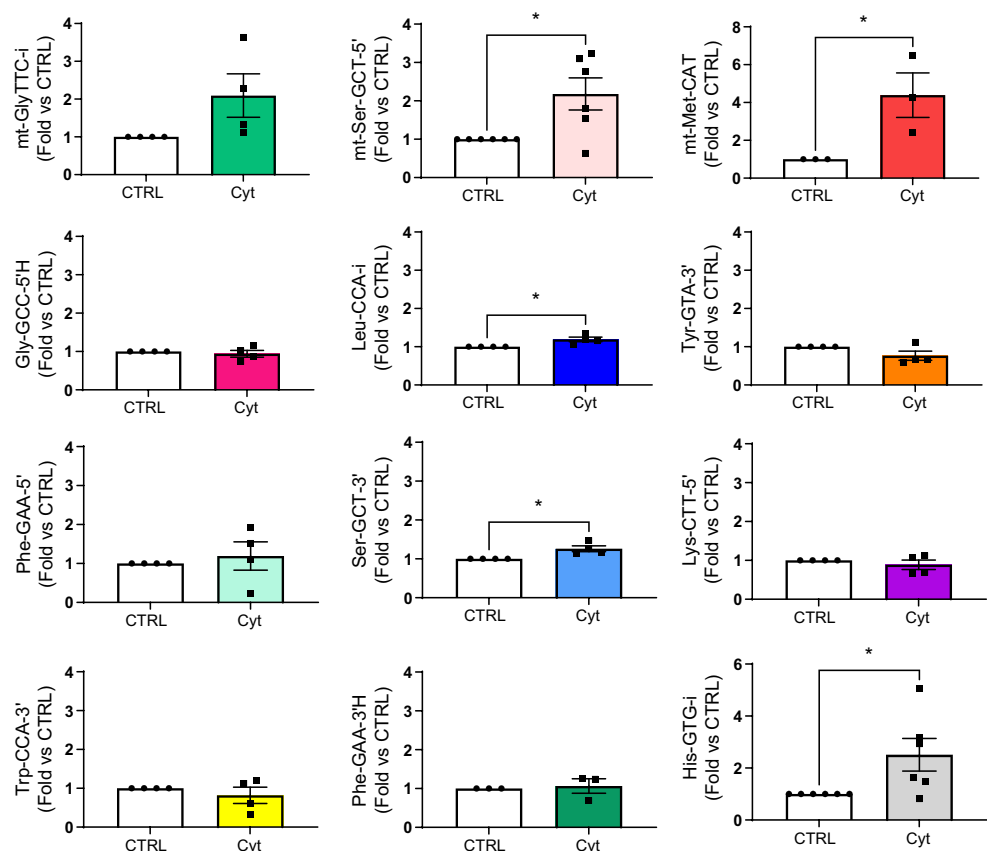 mt-GlyTTC-i
(Fold vs CTRL)
4
3
2
1
0
CTRL
Cyt
mt-Ser-GCT-5'
(Fold vs CTRL)
4
3
2
1
0
*
CTRL
Cyt
mt-Met-CAT
(Fold vs CTRL)
8
6
4
2
0
*
CTRL
Cyt
Gly-GCC-5'H
(Fold vs CTRL)
4
3
2
1
0
CTRL
Cyt
Leu-CCA-i
(Fold vs CTRL)
4
3
2
1
0
*
CTRL
Cyt
Tyr-GTA-3'
(Fold vs CTRL)
4
3
2
1
0
CTRL
Cyt
Phe-GAA-5'
(Fold vs CTRL)
4
3
2
1
0
CTRL
Cyt
Ser-GCT-3'
(Fold vs CTRL)
4
3
2
1
0
*
CTRL
Cyt
Lys-CTT-5'
(Fold vs CTRL)
4
3
2
1
0
CTRL
Cyt
Trp-CCA-3'
(Fold vs CTRL)
4
3
2
1
0
CTRL
Cyt
Phe-GAA-3'H
(Fold vs CTRL)
4
3
2
1
0
CTRL
Cyt
His-GTG-i
(Fold vs CTRL)
6
4
2
0
*
CTRL
Cyt